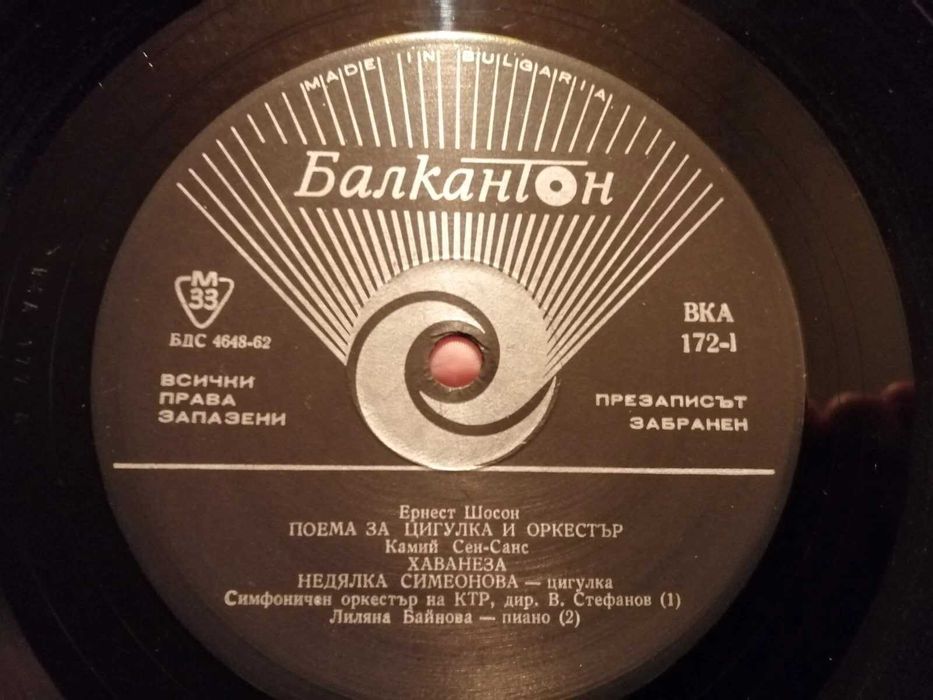 MADE IN BULGARIA
Балкантон
М
33
БДС 4648-62
ВСИЧКИ
ПРАВА
ЗАПАЗЕНИ
ВКА
172-I
ПРЕЗАПИСЪТ
ЗАБРАНЕН
Ернест Шосон
ПОЕМА ЗА ЦИГУЛКА И ОРКЕСТЪР
Камий Сен-Санс
ХАВАНЕЗА
НЕДЯЛКА СИМЕОНОВА — цигулка
Симфоничен оркестър на КТР, дир. В. Стефанов (1)
Лиляна Байнова — пиано (2)